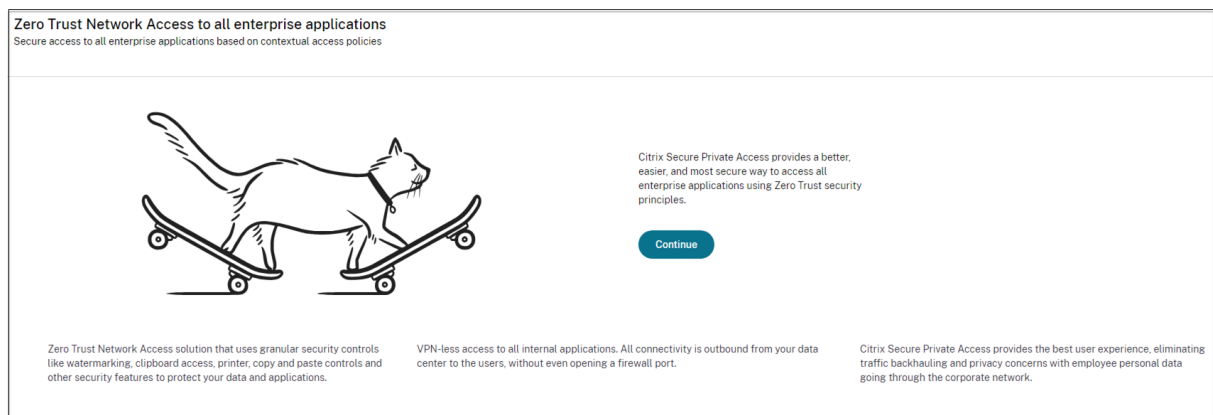 Zero Trust Network Access to all enterprise applications
Secure access to all enterprise applications based on contextual access policies
Citrix Secure Private Access provides a better,
easier, and most secure way to access all
enterprise applications using Zero Trust security
principles.
Continue
Zero Trust Network Access solution that uses granular security controls
like watermarking, clipboard access, printer, copy and paste controls and
other security features to protect your data and applications.
VPN-less access to all internal applications. All connectivity is outbound from your data
center to the users, without even opening a firewall port.
Citrix Secure Private Access provides the best user experience, eliminating
traffic backhauling and privacy concerns with employee personal data
going through the corporate network.